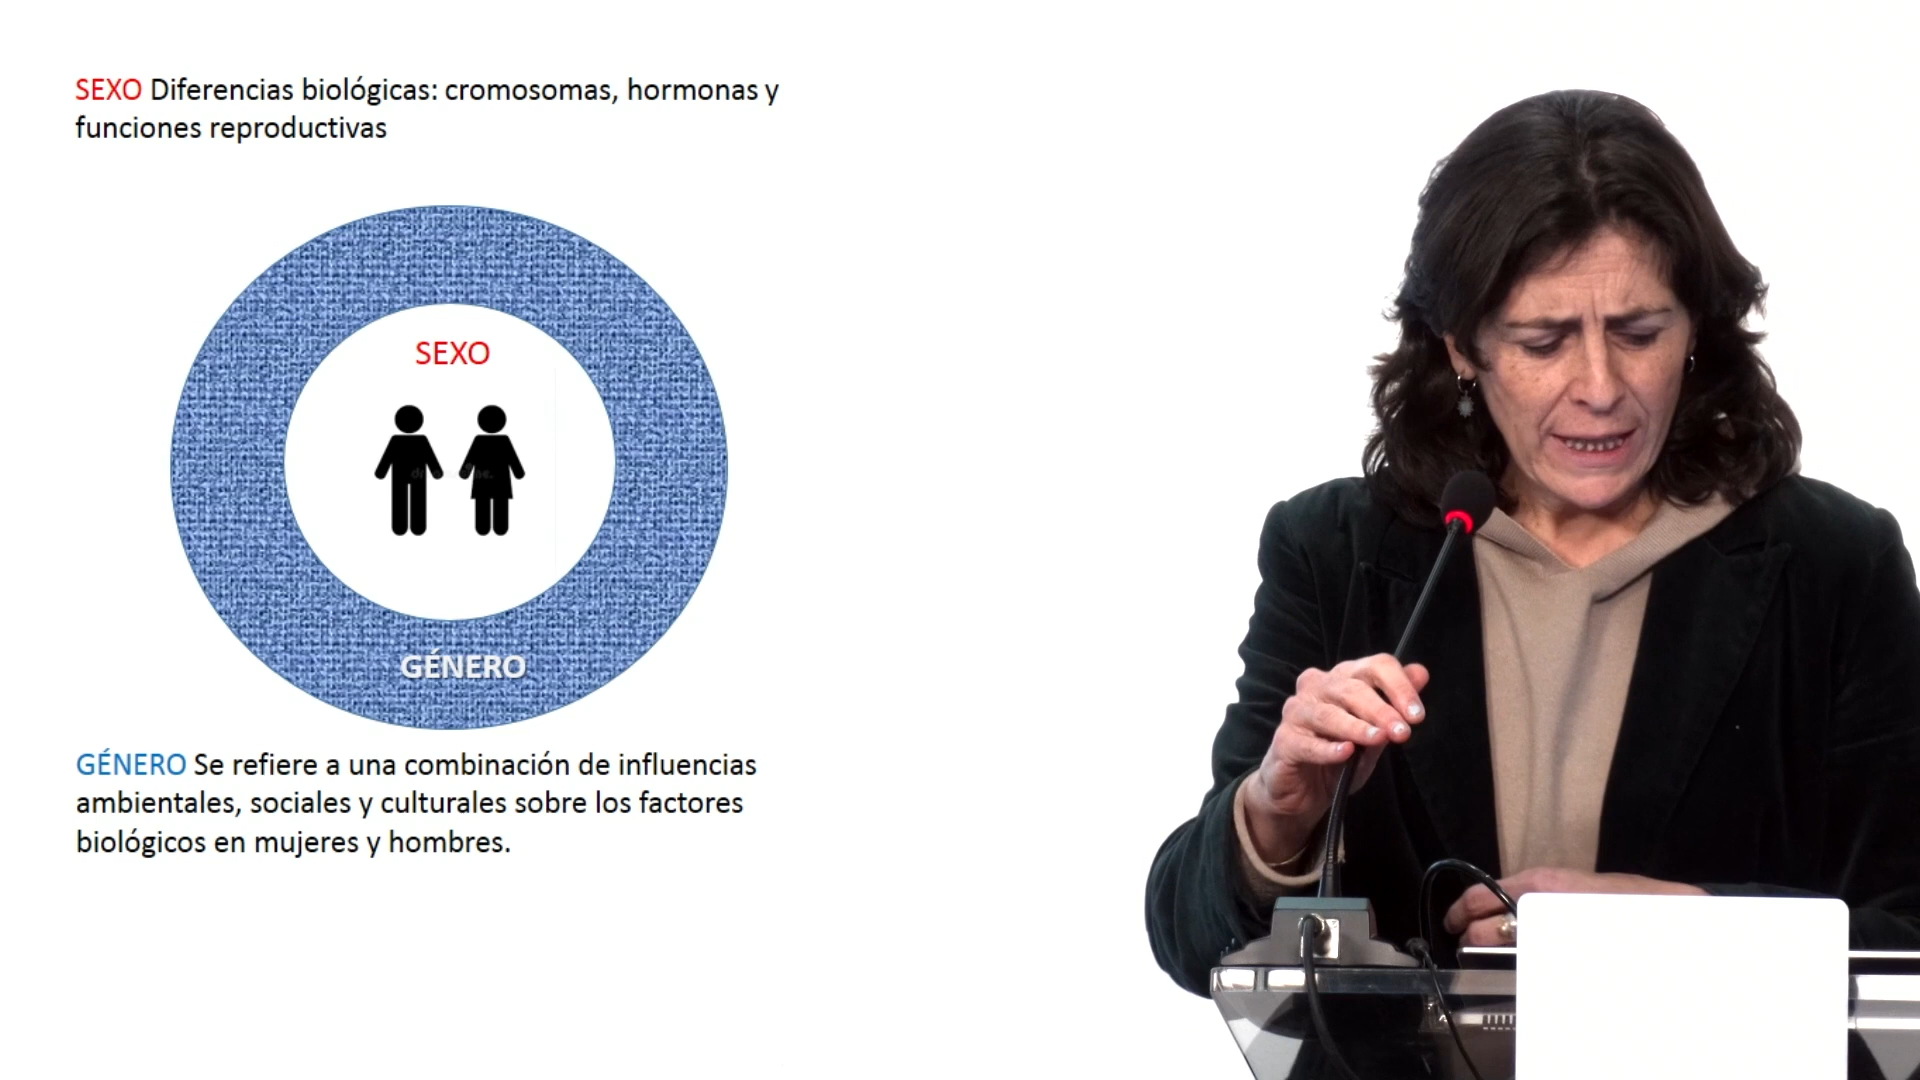 SEXO Diferencias biológicas: cromosomas, hormonas y
funciones reproductivas
SEXO
GÉNERO
GÉNERO Se refiere a una combinación de influencias
ambientales, sociales y culturales sobre los factores
biológicos en mujeres y hombres.